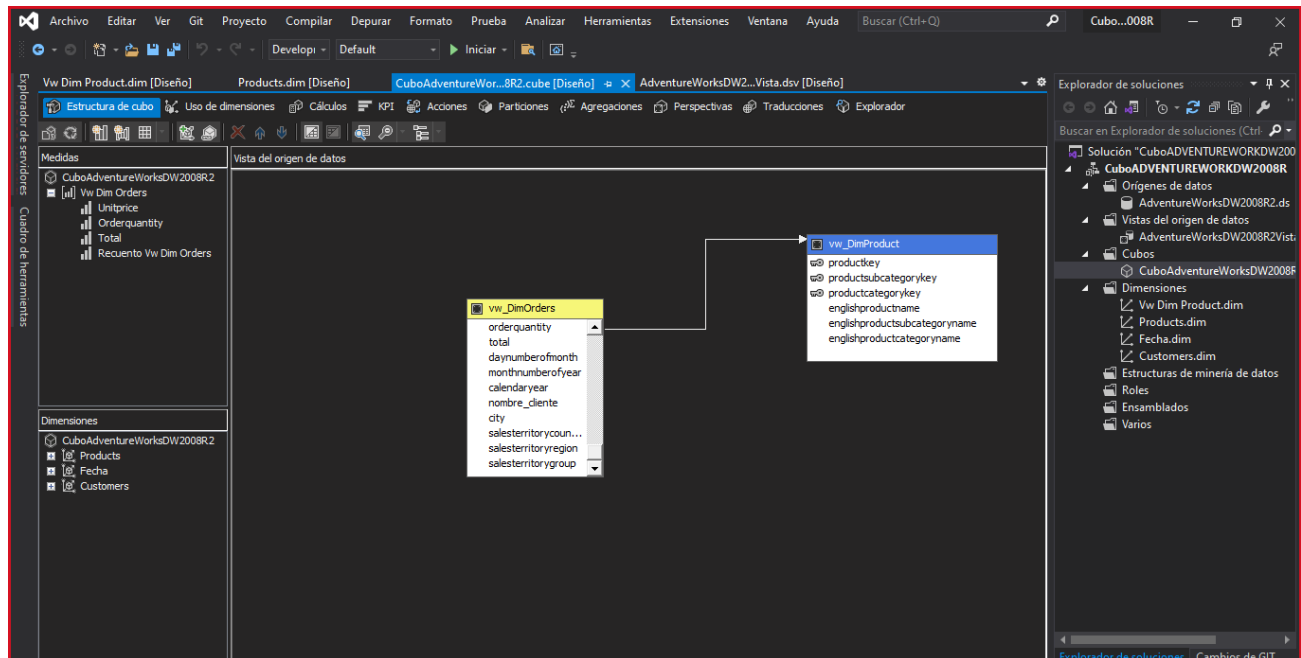 Archivo Editar Ver Git Proyecto Compilar Depurar Formato Prueba Analizar Herramientas Extensiones Ventana Ayuda Buscar (Ctrl+Q) Cubo...008R
Developi Default Iniciar
Vw Dim Product.dim [Diseño] Products.dim [Diseño] CuboAdventureWor...8R2.cube [Diseño] AdventureWorksDW2...Vista.dsv [Diseño]
Estructura de cubo Uso de dimensiones Cálculos KPI Acciones Particiones Agregaciones Perspectivas Traducciones Explorador
Explorador de servidores
Cuadro de herramientas
Medidas
CuboAdventureWorksDW2008R2
Vw Dim Orders
Unitprice
Orderquantity
Total
Recuento Vw Dim Orders
Dimensiones
CuboAdventureWorksDW2008R2
Products
Fecha
Customers
Vista del origen de datos
vw_DimOrders
orderquantity
total
daynumberofmonth
monthnumberofyear
calendaryear
nombre_cliente
city
salesterritorycoun...
salesterritoryregion
salesterritorygroup
vw_DimProduct
productkey
productsubcategorykey
productcategorykey
englishproductname
englishproductsubcategoryname
englishproductcategoryname
Explorador de soluciones
Buscar en Explorador de soluciones (Ctrl-
Solución "CuboADVENTUREWORKDW200
CuboADVENTUREWORKDW2008R
Orígenes de datos
AdventureWorksDW2008R2.ds
Vistas del origen de datos
AdventureWorksDW2008R2Vista
Cubos
CuboAdventureWorksDW2008R
Dimensiones
Vw Dim Product.dim
Products.dim
Fecha.dim
Customers.dim
Estructuras de minería de datos
Roles
Ensamblados
Varios
Explorador de soluciones Cambios de GIT